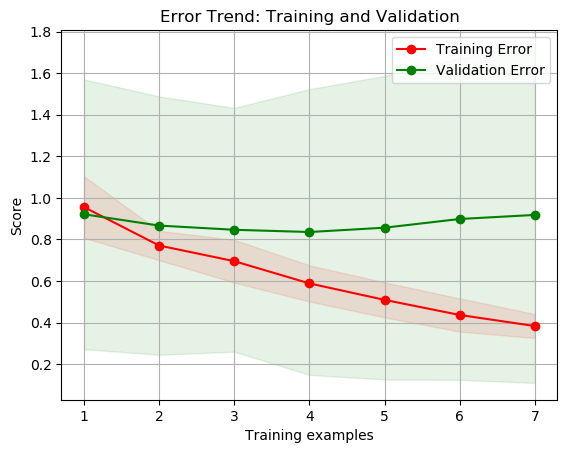 Error Trend: Training and Validation
Training Error
Validation Error
Score
1.8
1.6
1.4
1.2
1.0
0.8
0.6
0.4
0.2
1 2 3 4 5 6 7
Training examples